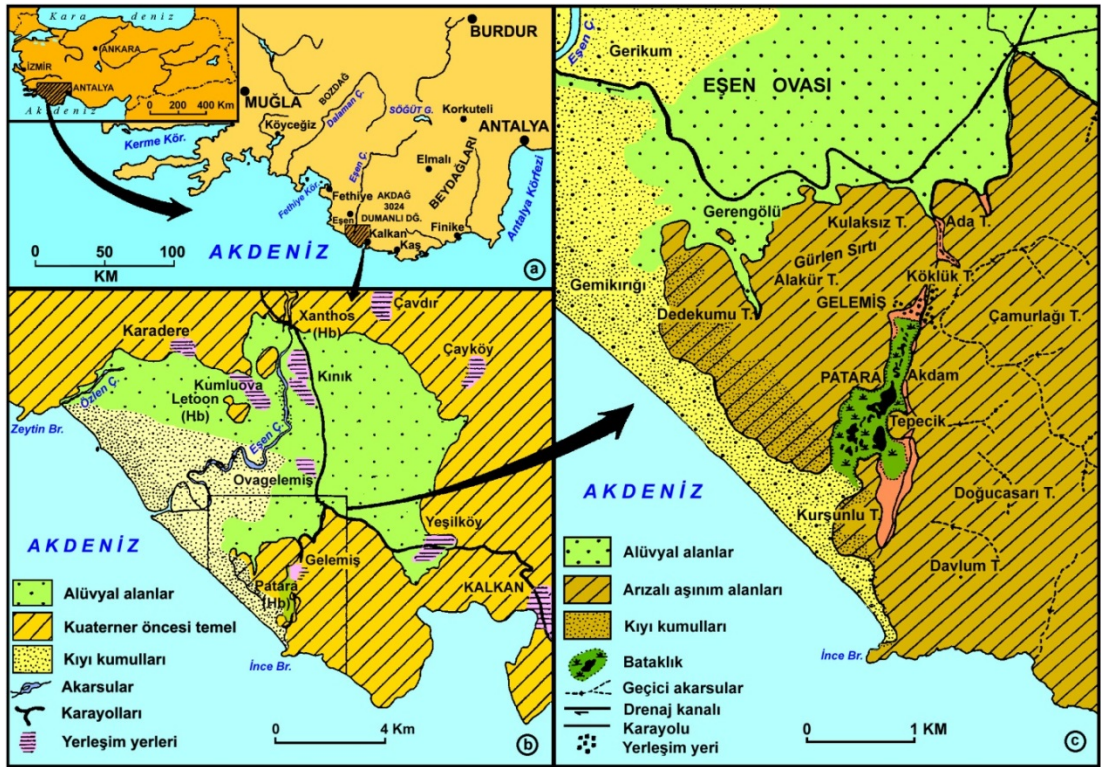 Kara deniz
ANKARA
İZMİR
ANTALYA
Akdeniz
0 200 400 Km
BURDUR
MUĞLA
BOZDAĞ
Dalaman Ç.
SÖĞÜT G.
Korkuteli
Köyceğiz
ANTALYA
Kerme Kör.
Eşen Ç.
Elmalı
BEYDAĞLARI
Antalya Körfezi
Fethiye Kör.
Fethiye
AKDAĞ
3024
Eşen
DUMANLI DĞ.
Finike
Kalkan
Kaş
0 50 100
KM
AKDENİZ
a
Çavdır
Xanthos
(Hb)
Karadere
Çayköy
Kınık
Kumluova
Letoon
(Hb)
Özlen Ç.
Zeytin Br.
Eşen Ç.
Ovagelemiş
AKDENİZ
Yeşilköy
Gelemiş
Patara
(Hb)
KALKAN
İnce Br.
Alüvyal alanlar
Kuaterner öncesi temel
Kıyı kumulları
Akarsular
Karayolları
Yerleşim yerleri
0 4 Km
b
Eşen Ç.
Gerikum
EŞEN OVASI
Gerengölü
Kulaksız T.
Ada T.
Gürlen Sırtı
Alakür T.
Köklük T.
Gemikırığı
GELEMİŞ
Dedekumu T.
Çamurlağı T.
PATARA
Akdam
Tepecik
AKDENİZ
Doğucasarı T.
Kurşunlu T.
Davlum T.
İnce Br.
Alüvyal alanlar
Arızalı aşınım alanları
Kıyı kumulları
Bataklık
Geçici akarsular
Drenaj kanalı
Karayolu
Yerleşim yeri
0 1 KM
c